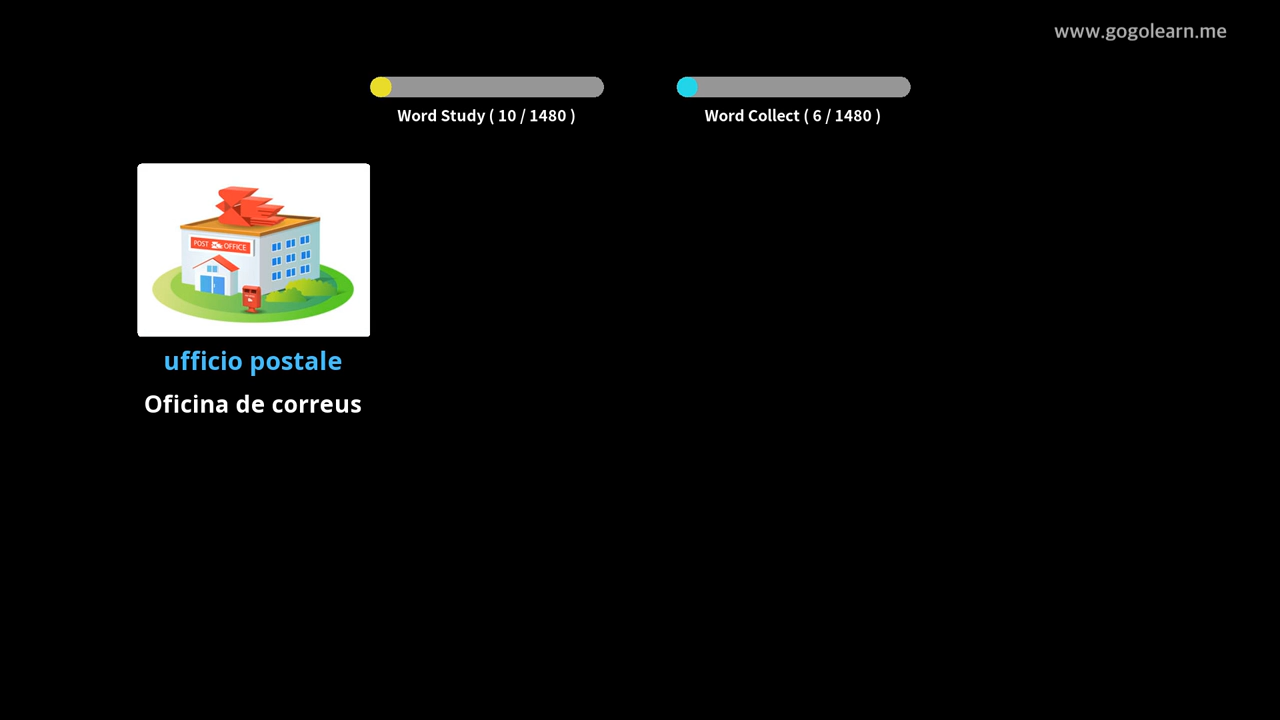 www.gogolearn.me
Word Study ( 10 / 1480 )
Word Collect ( 6 / 1480 )
POST OFFICE
ufficio postale
Oficina de correus